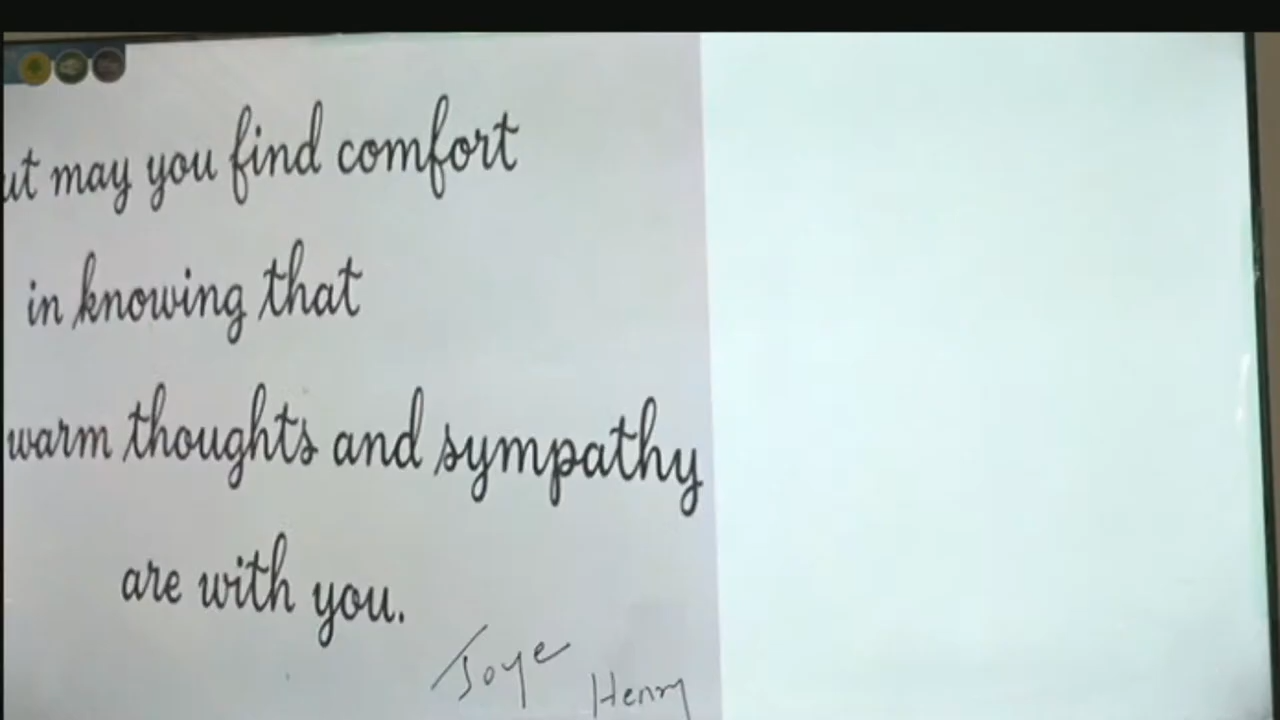 ut may you find comfort
in knowing that
warm thoughts and sympathy
are with you.
Joye
Henry